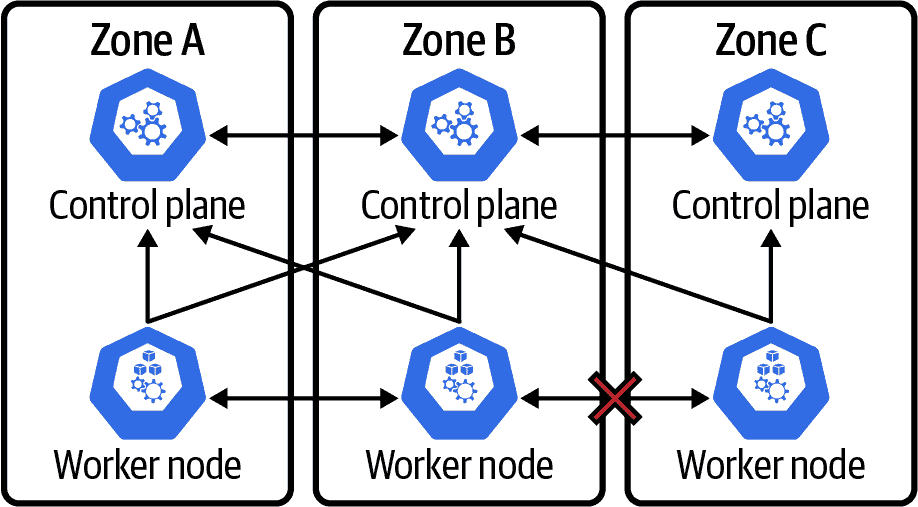 Zone A
Zone B
Zone C
Control plane
Control plane
Control plane
Worker node
Worker node
Worker node